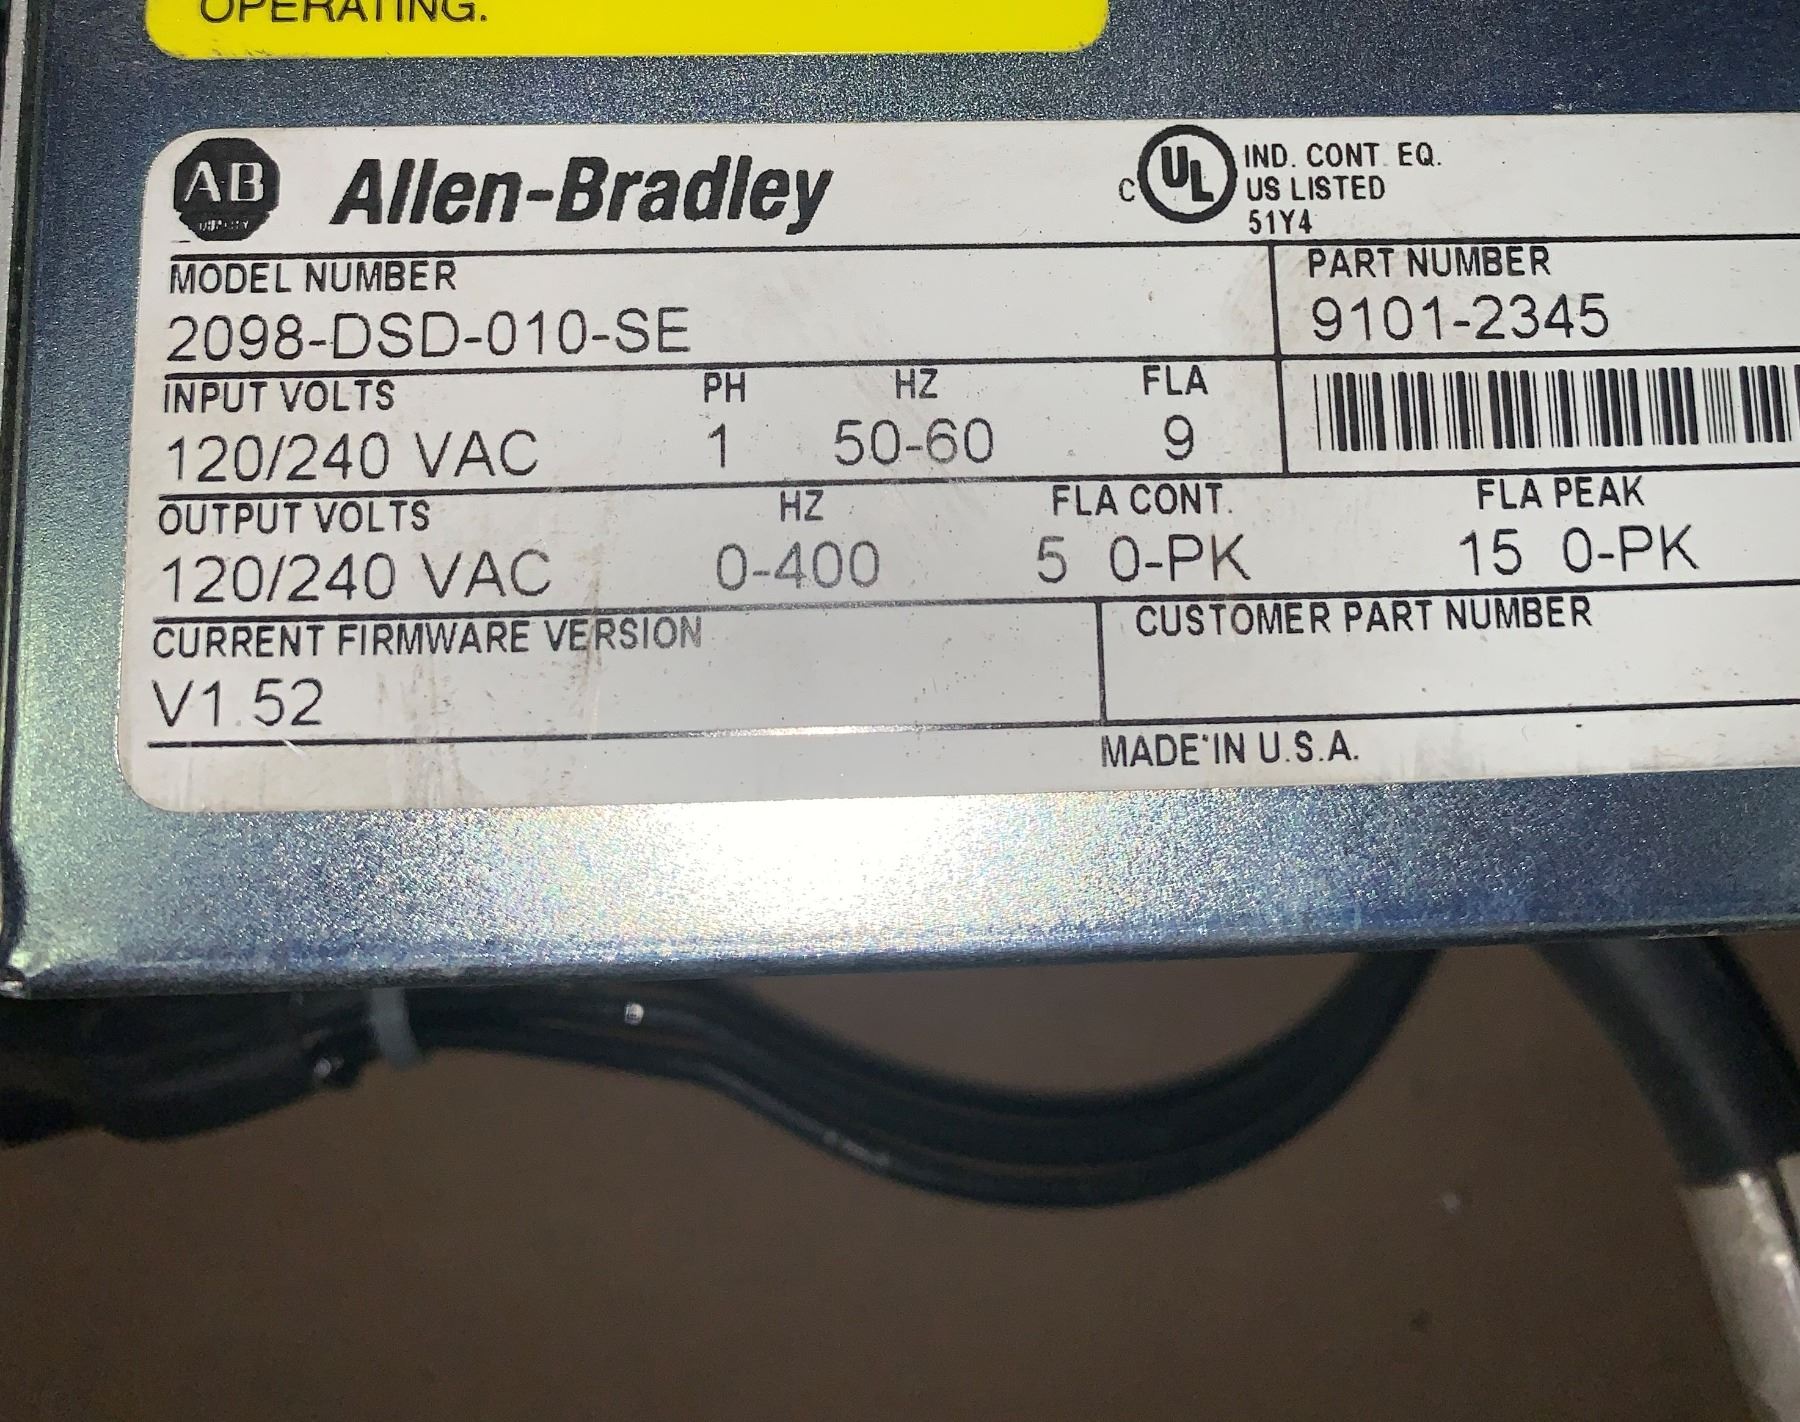 OPERATING.
AB Allen-Bradley
C UL IND. CONT. EQ.
US LISTED
51Y4
MODEL NUMBER
2098-DSD-010-SE
PART NUMBER
9101-2345
INPUT VOLTS PH HZ FLA
120/240 VAC 1 50-60 9
OUTPUT VOLTS HZ FLA CONT. FLA PEAK
120/240 VAC 0-400 5 0-PK 15 0-PK
CURRENT FIRMWARE VERSION
V1.52
CUSTOMER PART NUMBER
MADE IN U.S.A.